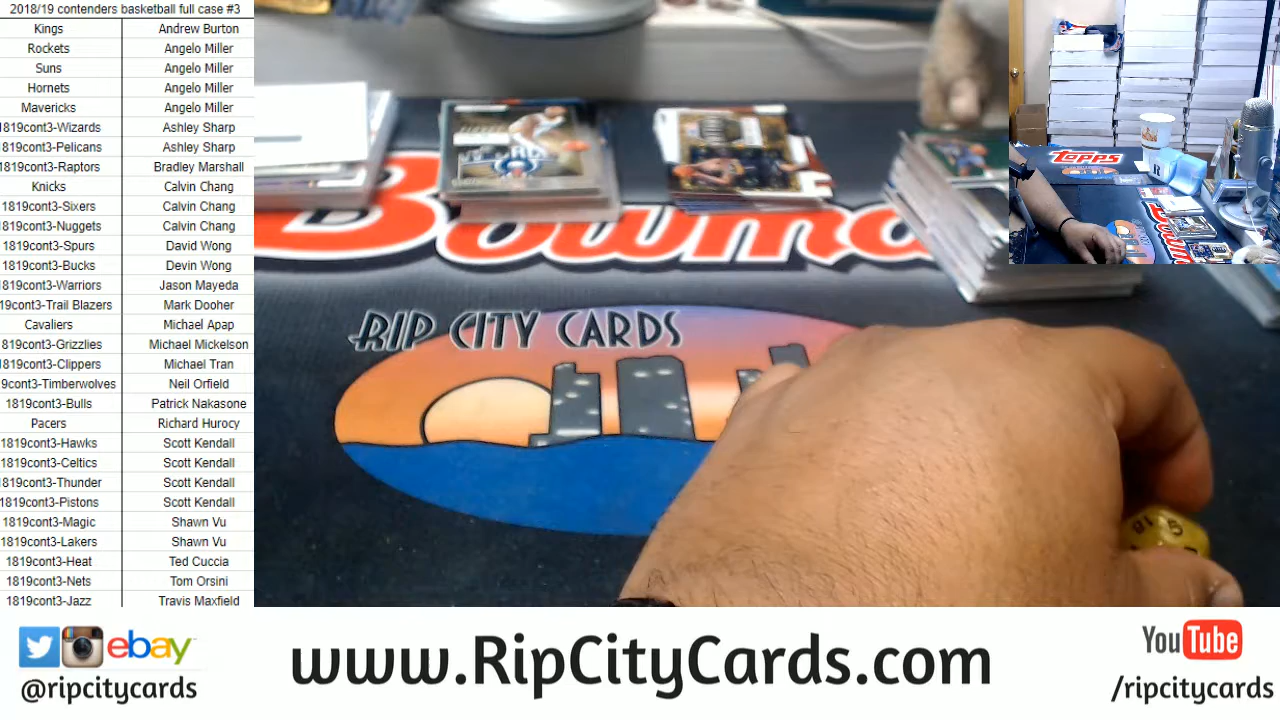 2018/19 contenders basketball full case #3
Kings Andrew Burton
Rockets Angelo Miller
Suns Angelo Miller
Hornets Angelo Miller
Mavericks Angelo Miller
1819cont3-Wizards Ashley Sharp
1819cont3-Pelicans Ashley Sharp
1819cont3-Raptors Bradley Marshall
Knicks Calvin Chang
1819cont3-Sixers Calvin Chang
1819cont3-Nuggets Calvin Chang
1819cont3-Spurs David Wong
1819cont3-Bucks Devin Wong
1819cont3-Warriors Jason Mayeda
19cont3-Trail Blazers Mark Dooher
Cavaliers Michael Apap
819cont3-Grizzlies Michael Mickelson
819cont3-Clippers Michael Tran
9cont3-Timberwolves Neil Orfield
1819cont3-Bulls Patrick Nakasone
Pacers Richard Hurocy
1819cont3-Hawks Scott Kendall
1819cont3-Celtics Scott Kendall
1819cont3-Thunder Scott Kendall
1819cont3-Pistons Scott Kendall
1819cont3-Magic Shawn Vu
1819cont3-Lakers Shawn Vu
1819cont3-Heat Ted Cuccia
1819cont3-Nets Tom Orsini
1819cont3-Jazz Travis Maxfield
Bowma
RIP CITY CARDS
topps
18
ebay
@ripcitycards
www.RipCityCards.com
YouTube
/ripcitycards